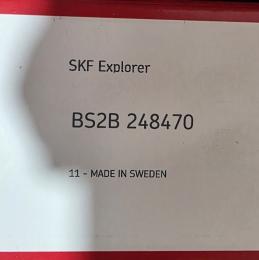 SKF Explorer
BS2B 248470
11 - MADE IN SWEDEN